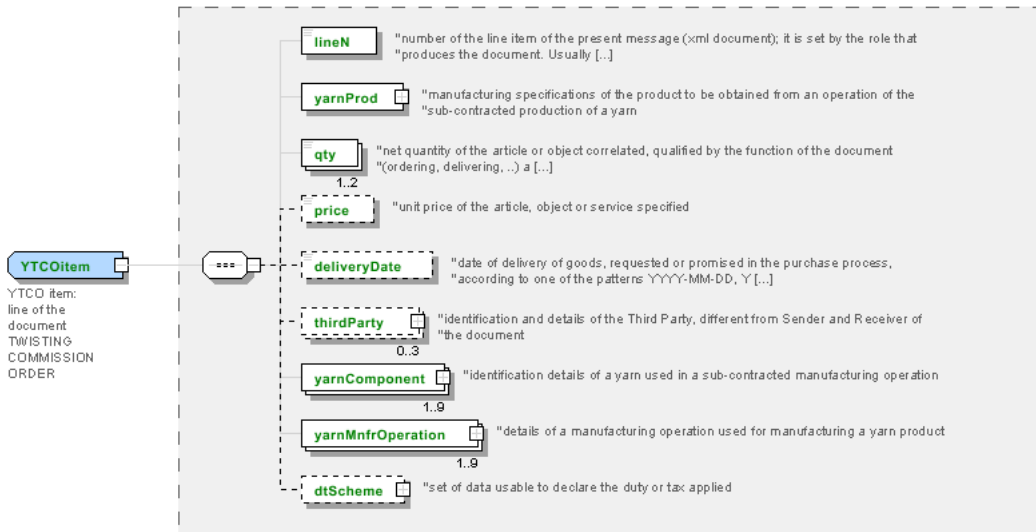 lineN
"number of the line item of the present message (xml document); it is set by the role that
"produces the document. Usually [...]
yarnProd
"manufacturing specifications of the product to be obtained from an operation of the
"sub-contracted production of a yarn
qty
"net quantity of the article or object correlated, qualified by the function of the document
"(ordering, delivering, ..) a [...]
1..2
price
"unit price of the article, object or service specified
YTCOitem
YTCO item:
line of the
document
TWISTING
COMMISSION
ORDER
deliveryDate
"date of delivery of goods, requested or promised in the purchase process,
"according to one of the patterns YYYY-MM-DD, Y [...]
thirdParty
"identification and details of the Third Party, different from Sender and Receiver of
"the document
0..3
yarnComponent
"identification details of a yarn used in a sub-contracted manufacturing operation
1..9
yarnMnfrOperation
"details of a manufacturing operation used for manufacturing a yarn product
1..9
dtScheme
"set of data usable to declare the duty or tax applied